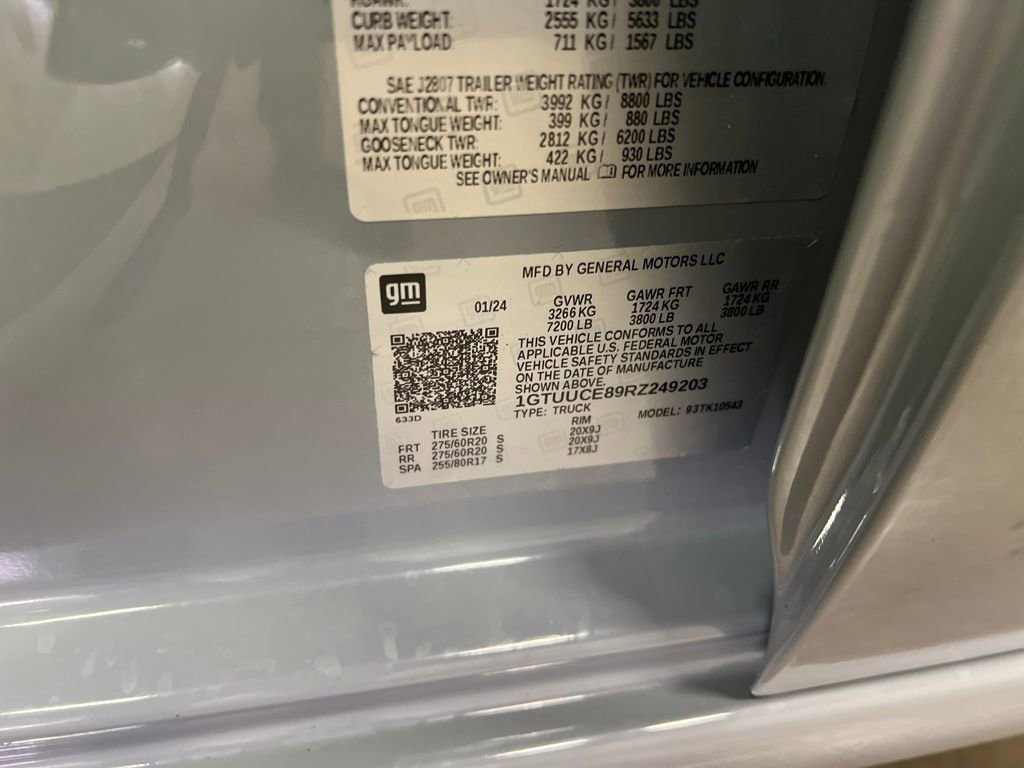 RGAWR: 1724 KG/ 3800 LBS
CURB WEIGHT: 2555 KG/ 5633 LBS
MAX PAYLOAD: 711 KG/ 1567 LBS
SAE J2807 TRAILER WEIGHT RATING (TWR) FOR VEHICLE CONFIGURATION
CONVENTIONAL TWR: 3992 KG/ 8800 LBS
MAX TONGUE WEIGHT: 399 KG/ 880 LBS
GOOSENECK TWR: 2812 KG/ 6200 LBS
MAX TONGUE WEIGHT: 422 KG/ 930 LBS
SEE OWNER'S MANUAL FOR MORE INFORMATION
gm
MFD BY GENERAL MOTORS LLC
01/24 GVWR GAWR FRT GAWR RR
3266 KG 1724 KG 1724 KG
7200 LB 3800 LB 3800 LB
THIS VEHICLE CONFORMS TO ALL
APPLICABLE U.S. FEDERAL MOTOR
VEHICLE SAFETY STANDARDS IN EFFECT
ON THE DATE OF MANUFACTURE
SHOWN ABOVE.
1GTUUCE89RZ249203
TYPE: TRUCK MODEL: 93TK10543
633D
TIRE SIZE RIM
FRT 275/60R20 S 20X9J
RR 275/60R20 S 20X9J
SPA 255/80R17 S 17X8J